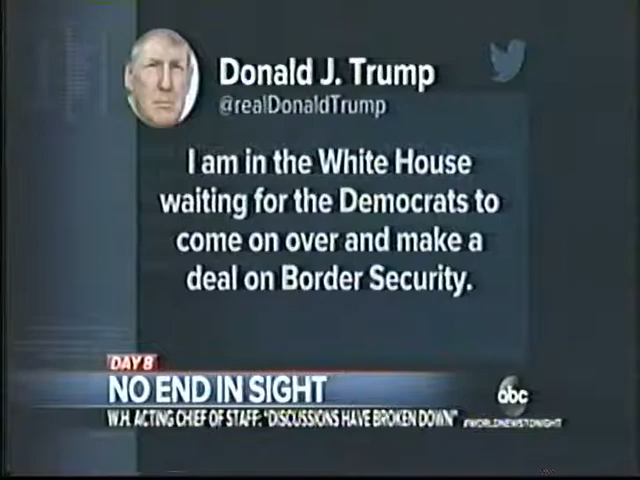 Donald J. Trump
@realDonaldTrump
I am in the White House
waiting for the Democrats to
come on over and make a
deal on Border Security.
DAY 8
NO END IN SIGHT
W.H. ACTING CHIEF OF STAFF: "DISCUSSIONS HAVE BROKEN DOWN"
abc
#WORLDNEWSTONIGHT